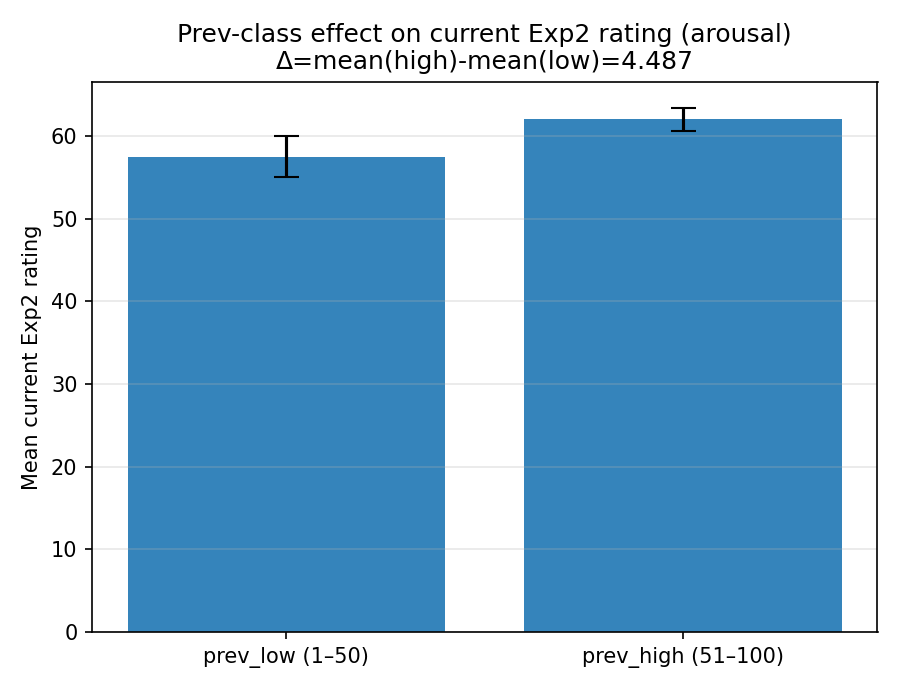 Prev-class effect on current Exp2 rating (arousal)
Δ=mean(high)-mean(low)=4.487
Mean current Exp2 rating
60
50
40
30
20
10
0
prev_low (1–50)
prev_high (51–100)